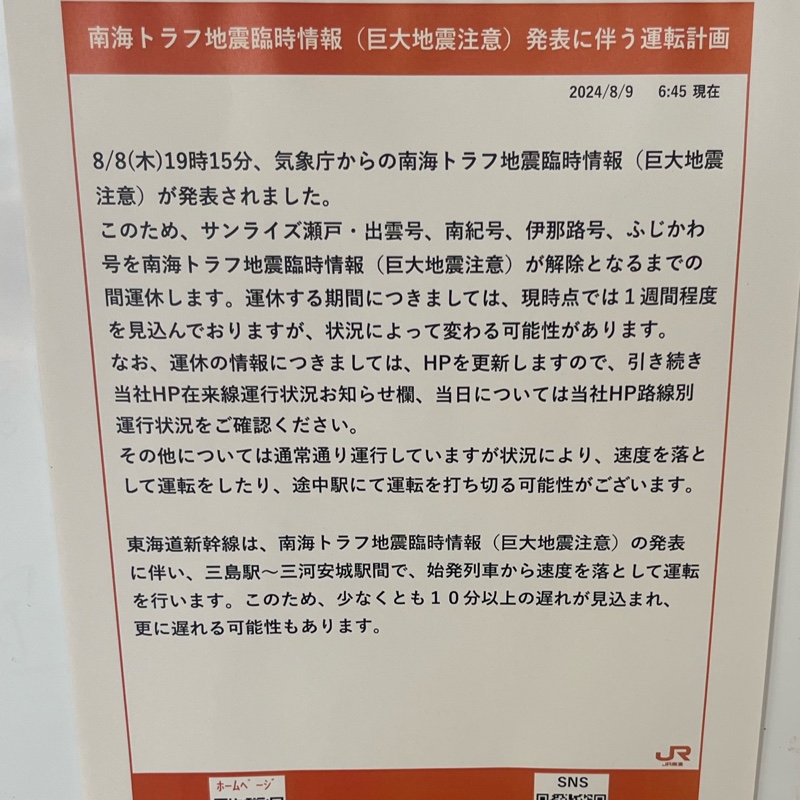 南海トラフ地震臨時情報（巨大地震注意）発表に伴う運転計画
2024/8/9 6:45 現在
8/8(木)19時15分、気象庁からの南海トラフ地震臨時情報（巨大地震
注意）が発表されました。
このため、サンライズ瀬戸・出雲号、南紀号、伊那路号、ふじかわ
号を南海トラフ地震臨時情報（巨大地震注意）が解除となるまでの
間運休します。運休する期間につきましては、現時点では１週間程度
を見込んでおりますが、状況によって変わる可能性があります。
なお、運休の情報につきましては、HPを更新しますので、引き続き
当社HP在来線運行状況お知らせ欄、当日については当社HP路線別
運行状況をご確認ください。
その他については通常通り運行していますが状況により、速度を落と
して運転をしたり、途中駅にて運転を打ち切る可能性がございます。
東海道新幹線は、南海トラフ地震臨時情報（巨大地震注意）の発表
に伴い、三島駅～三河安城駅間で、始発列車から速度を落として運転
を行います。このため、少なくとも１０分以上の遅れが見込まれ、
更に遅れる可能性もあります。
JR
JR東海
ホームページ
SNS